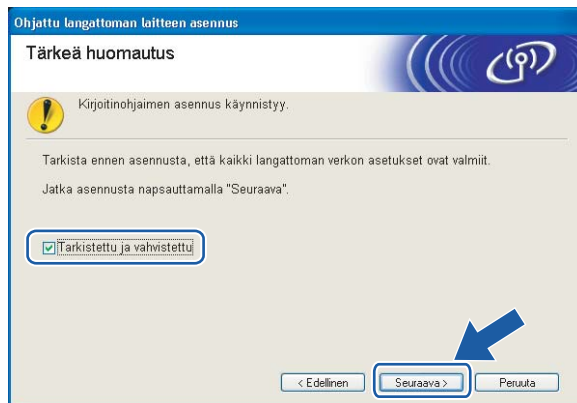 Ohjattu langattoman laitteen asennus
Tärkeä huomautus
Kirjoitinohjaimen asennus käynnistyy.
Tarkista ennen asennusta, että kaikki langattoman verkon asetukset ovat valmiit.
Jatka asennusta napsauttamalla "Seuraava".
Tarkistettu ja vahvistettu
< Edellinen Seuraava > Peruuta